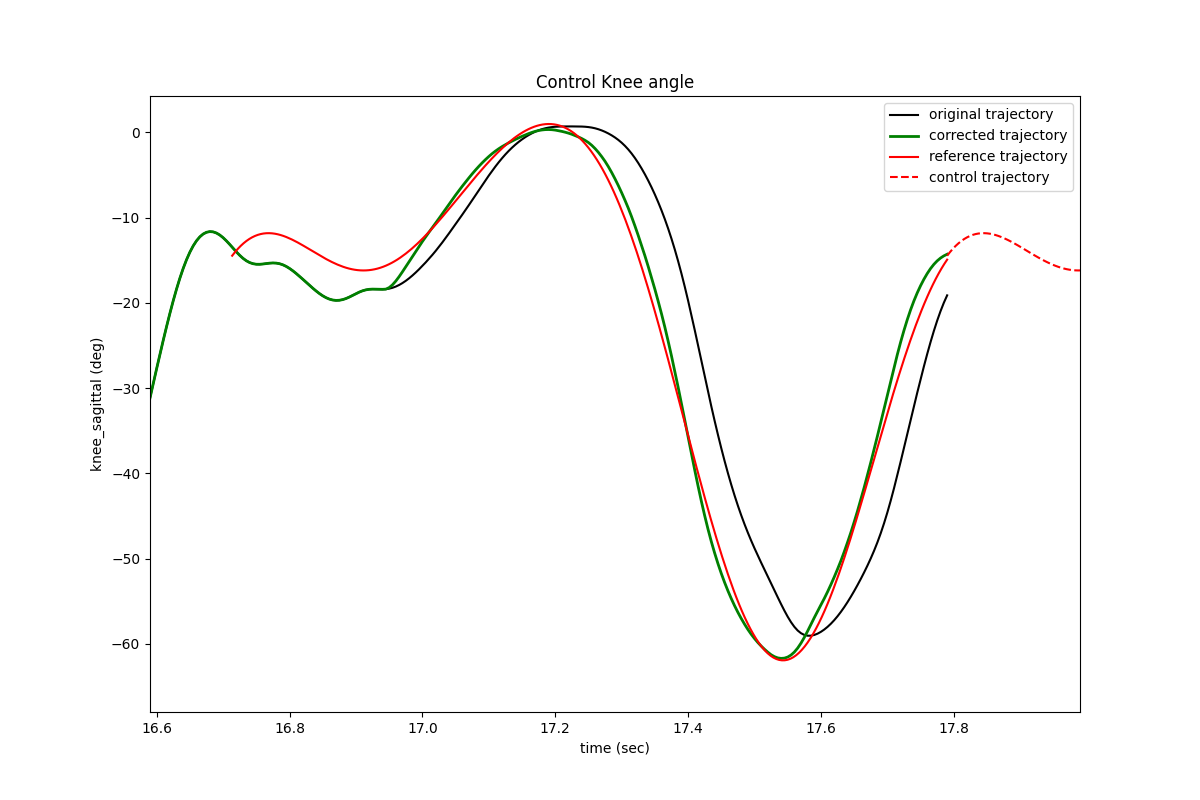 Control Knee angle
original trajectory
corrected trajectory
reference trajectory
control trajectory
knee_sagittal (deg)
0
−10
−20
−30
−40
−50
−60
16.6 16.8 17.0 17.2 17.4 17.6 17.8
time (sec)